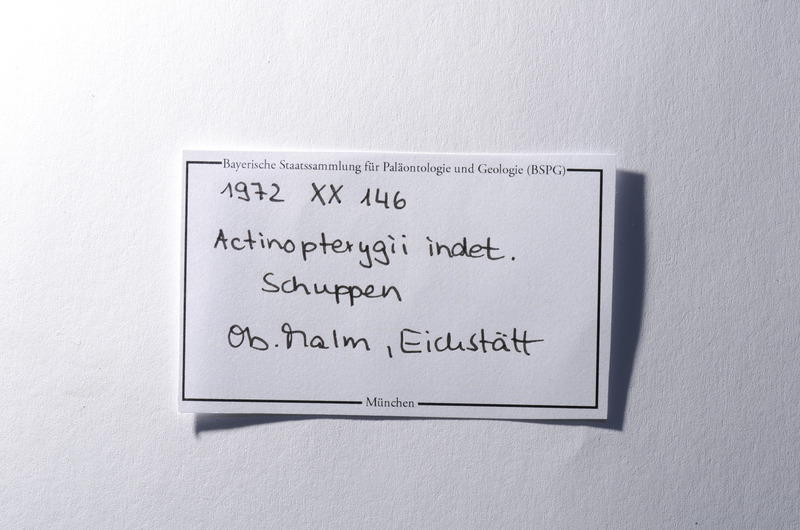 Bayerische Staatssammlung für Paläontologie und Geologie (BSPG)
1972 XX 146
Actinopterygii indet.
Schuppen
Ob. Malm, Eichstätt
München